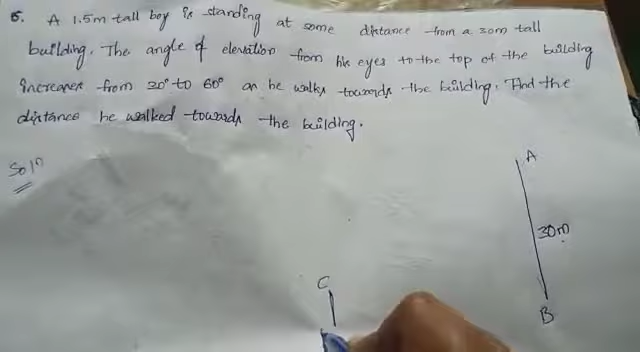 5. A 1.5m tall boy is standing at some distance from a 30m tall
building. The angle of elevation from his eyes to the top of the building
increases from 30° to 60° as he walks towards the building. Find the
distance he walked towards the building.
Soln
A
30m
C
B